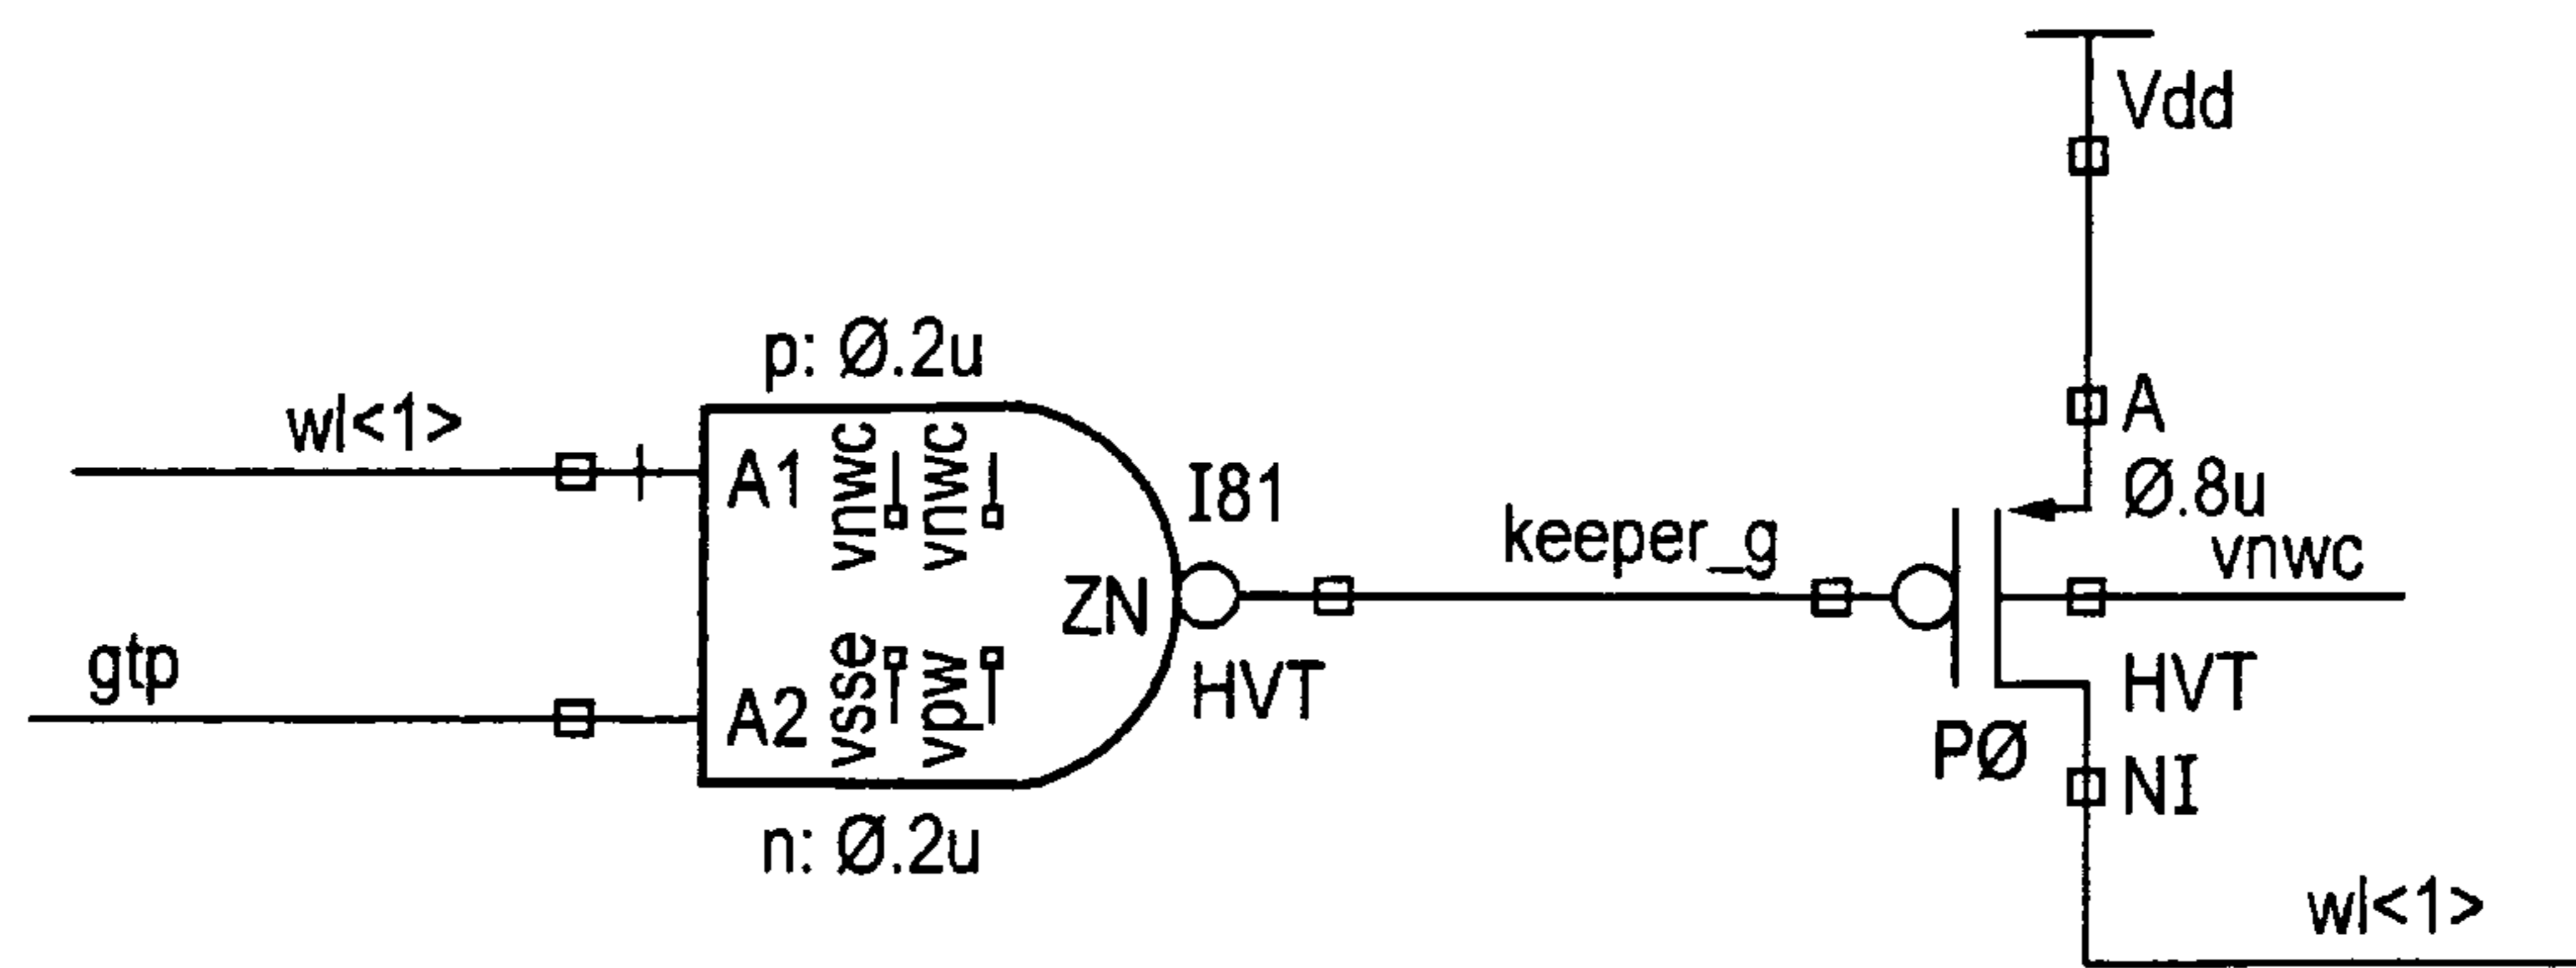 Vdd
p: Ø.2u
wl<1>
A
A1
vnwc
vnwc
I81
Ø.8u
keeper_g
vnwc
ZN
gtp
A2
vsse
vpw
HVT
HVT
PØ
NI
n: Ø.2u
wl<1>